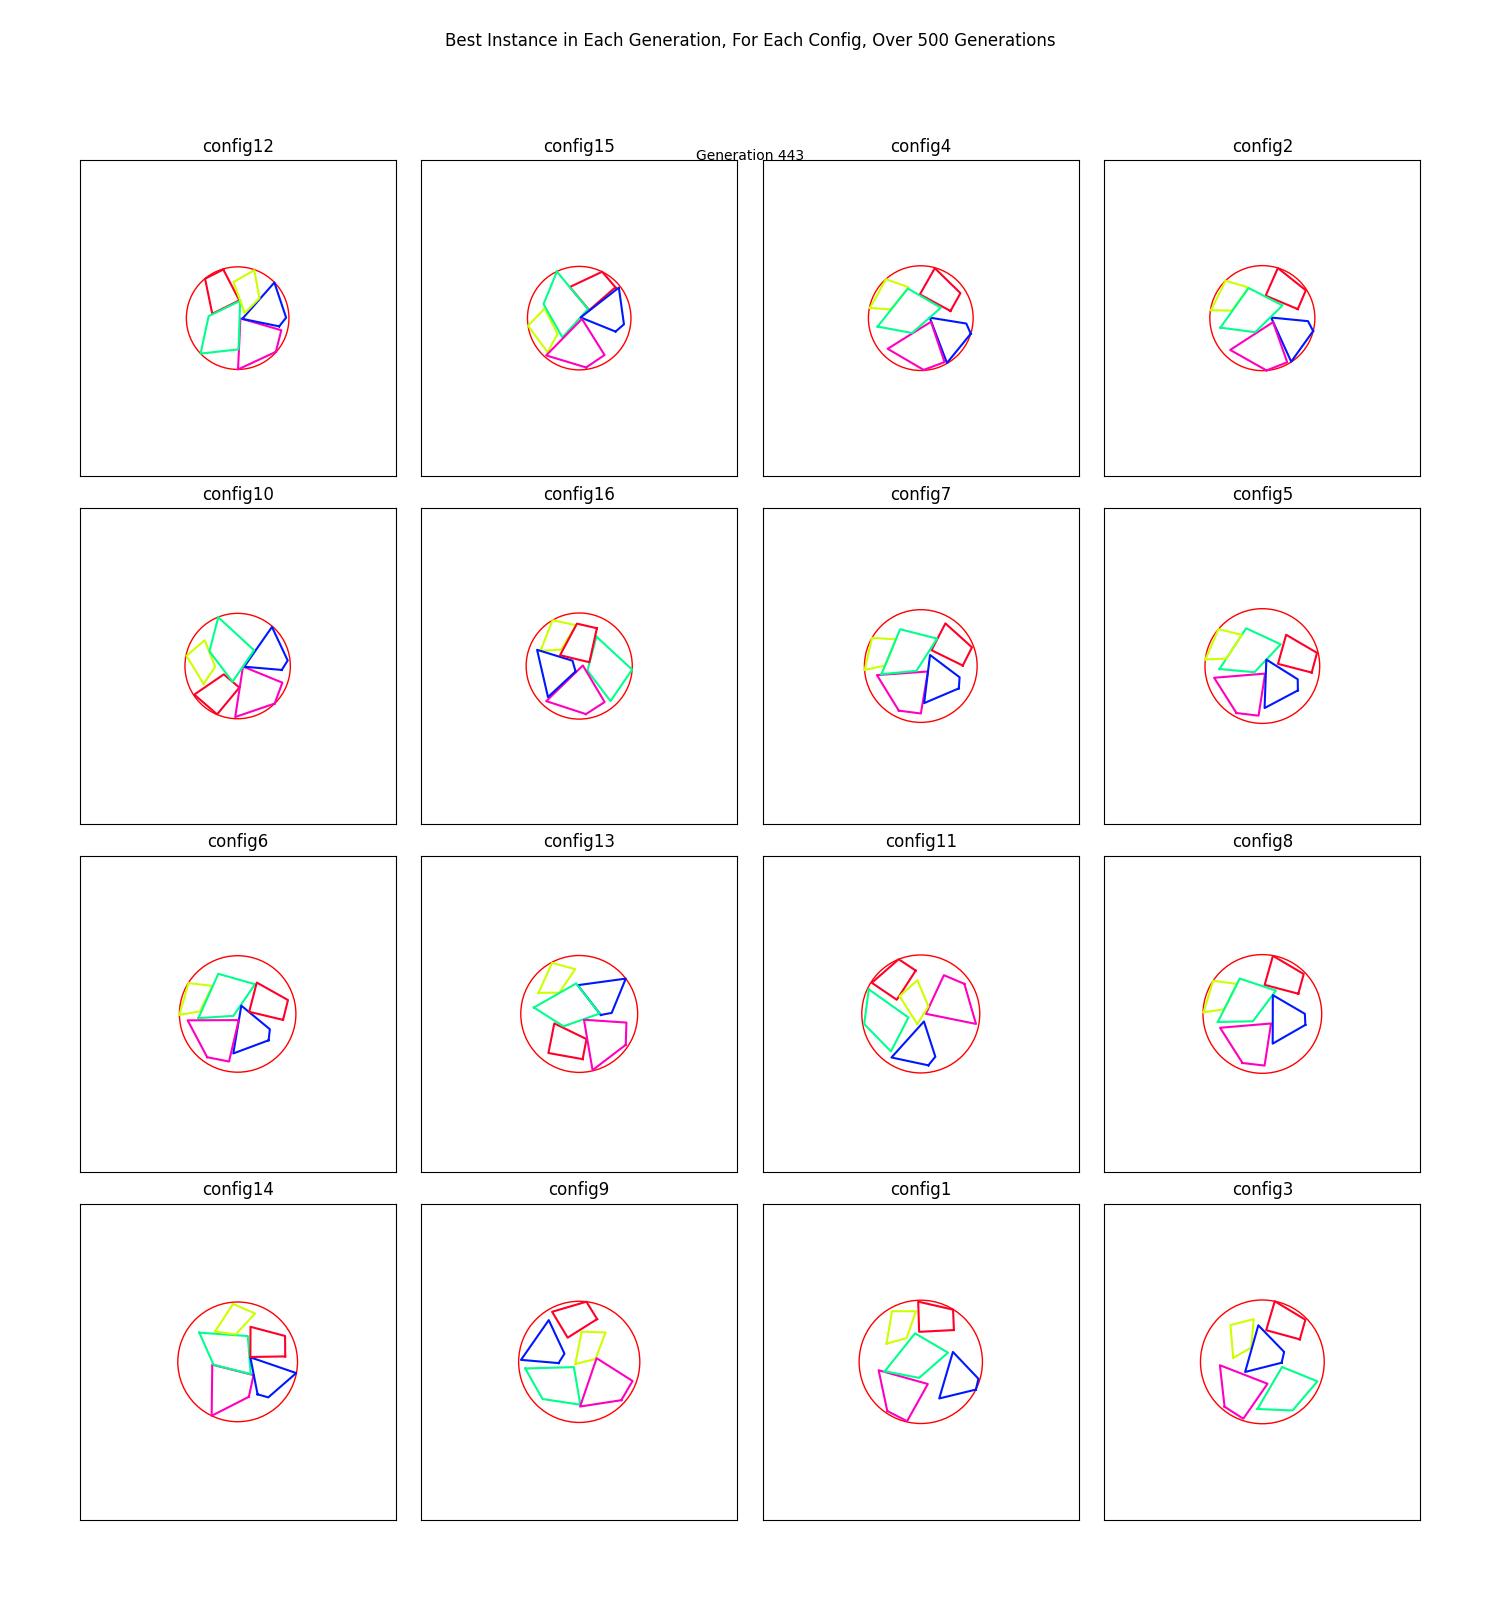 Best Instance in Each Generation, For Each Config, Over 500 Generations
Generation 443
config12
config15
config4
config2
config10
config16
config7
config5
config6
config13
config11
config8
config14
config9
config1
config3